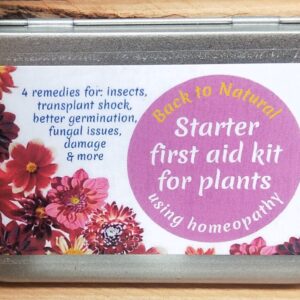 4 remedies for: insects,
transplant shock,
better germination,
fungal issues,
damage
& more
Back to Natural
Starter
first aid kit
for plants
using homeopathy